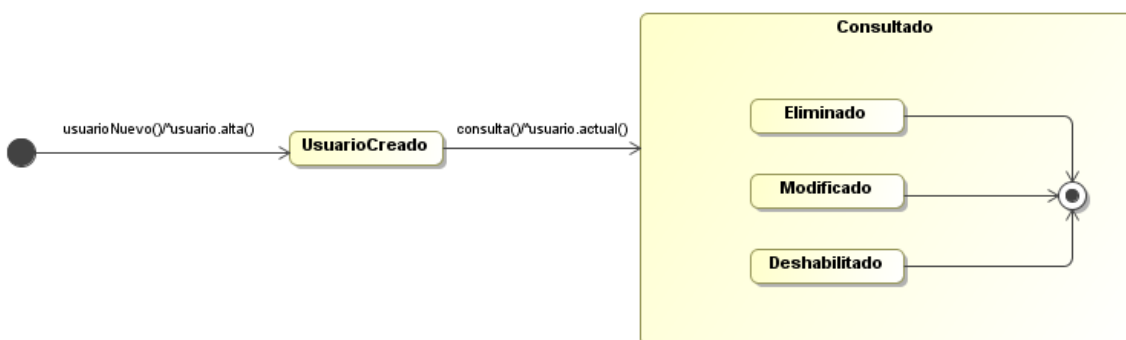 Consultado
Eliminado
usuarioNuevo()/^usuario.alta()
consulta()/^usuario.actual()
UsuarioCreado
Modificado
Deshabilitado